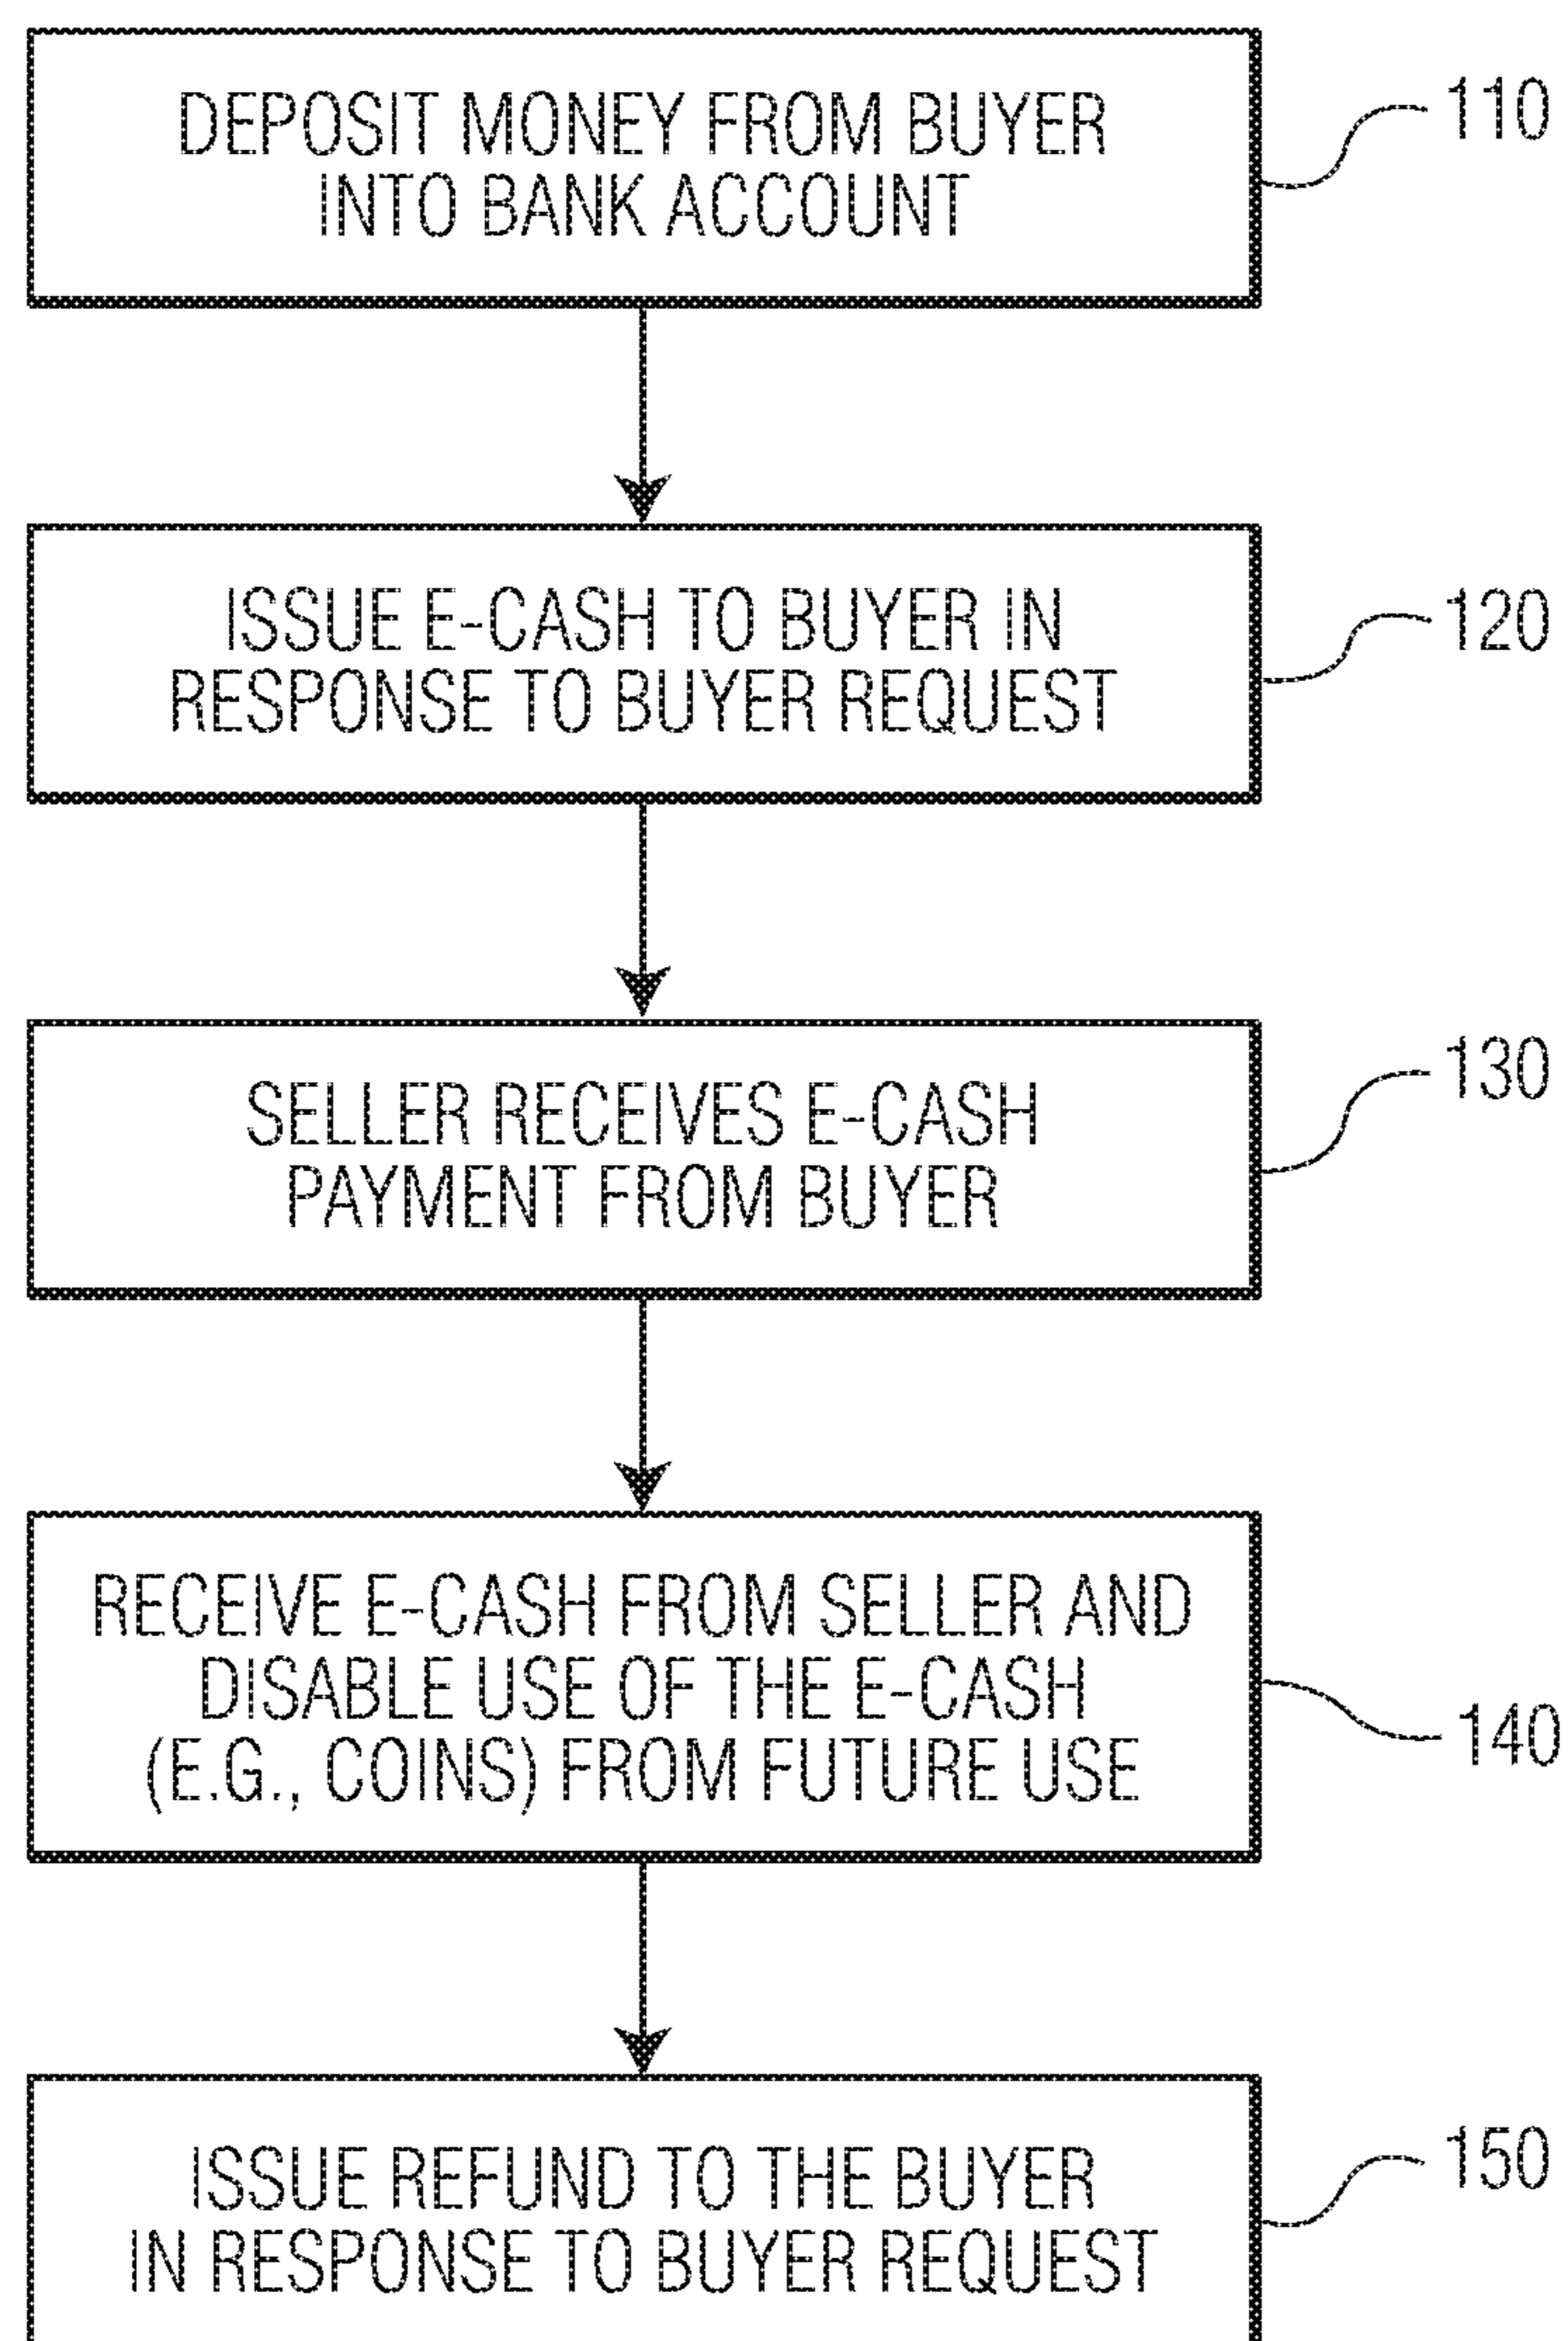 DEPOSIT MONEY FROM BUYER
INTO BANK ACCOUNT
110
ISSUE E-CASH TO BUYER IN
RESPONSE TO BUYER REQUEST
120
SELLER RECEIVES E-CASH
PAYMENT FROM BUYER
130
RECEIVE E-CASH FROM SELLER AND
DISABLE USE OF THE E-CASH
(E.G., COINS) FROM FUTURE USE
140
ISSUE REFUND TO THE BUYER
IN RESPONSE TO BUYER REQUEST
150